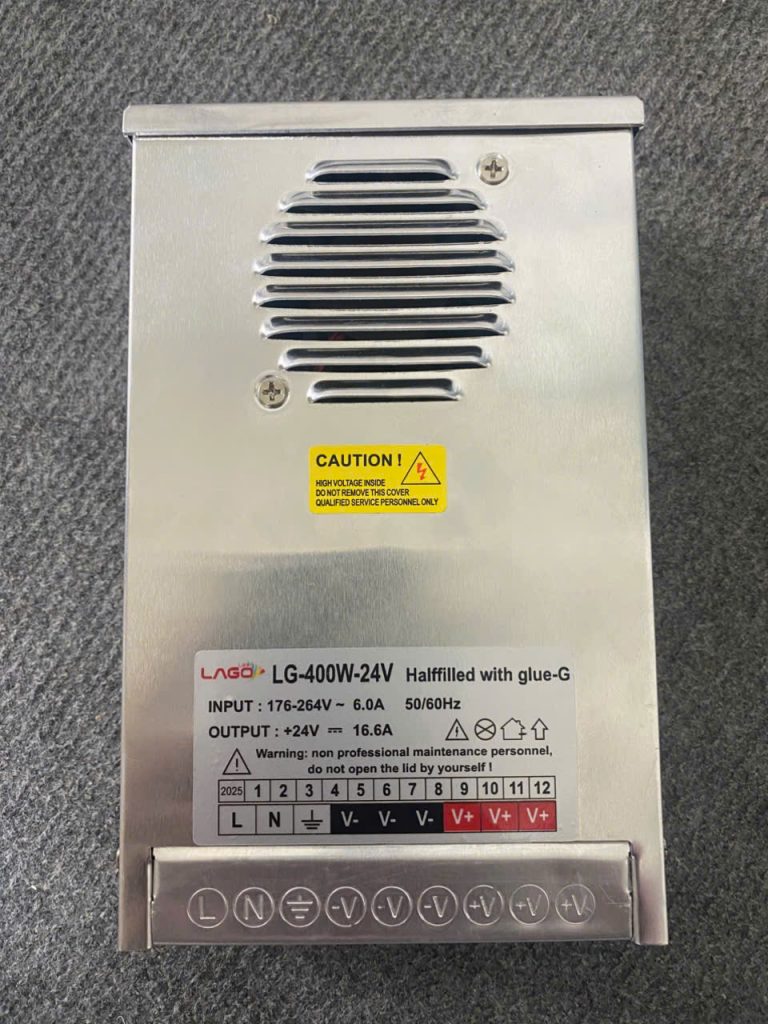 CAUTION !
HIGH VOLTAGE INSIDE
DO NOT REMOVE THIS COVER
QUALIFIED SERVICE PERSONNEL ONLY
LAGO LG-400W-24V Halffilled with glue-G
INPUT : 176-264V ~ 6.0A 50/60Hz
OUTPUT : +24V ⎓ 16.6A
Warning: non professional maintenance personnel,
do not open the lid by yourself !
2025 1 2 3 4 5 6 7 8 9 10 11 12
L N ⏚ V- V- V- V+ V+ V+
L N ⏚ -V -V -V +V +V +V